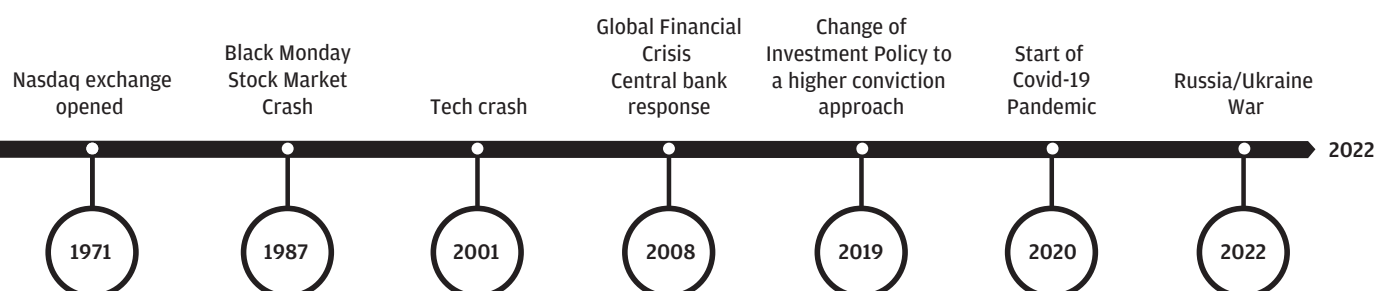 Nasdaq exchange
opened
Black Monday
Stock Market
Crash
Tech crash
Global Financial
Crisis
Central bank
response
Change of
Investment Policy to
a higher conviction
approach
Start of
Covid-19
Pandemic
Russia/Ukraine
War
2022
1971
1987
2001
2008
2019
2020
2022